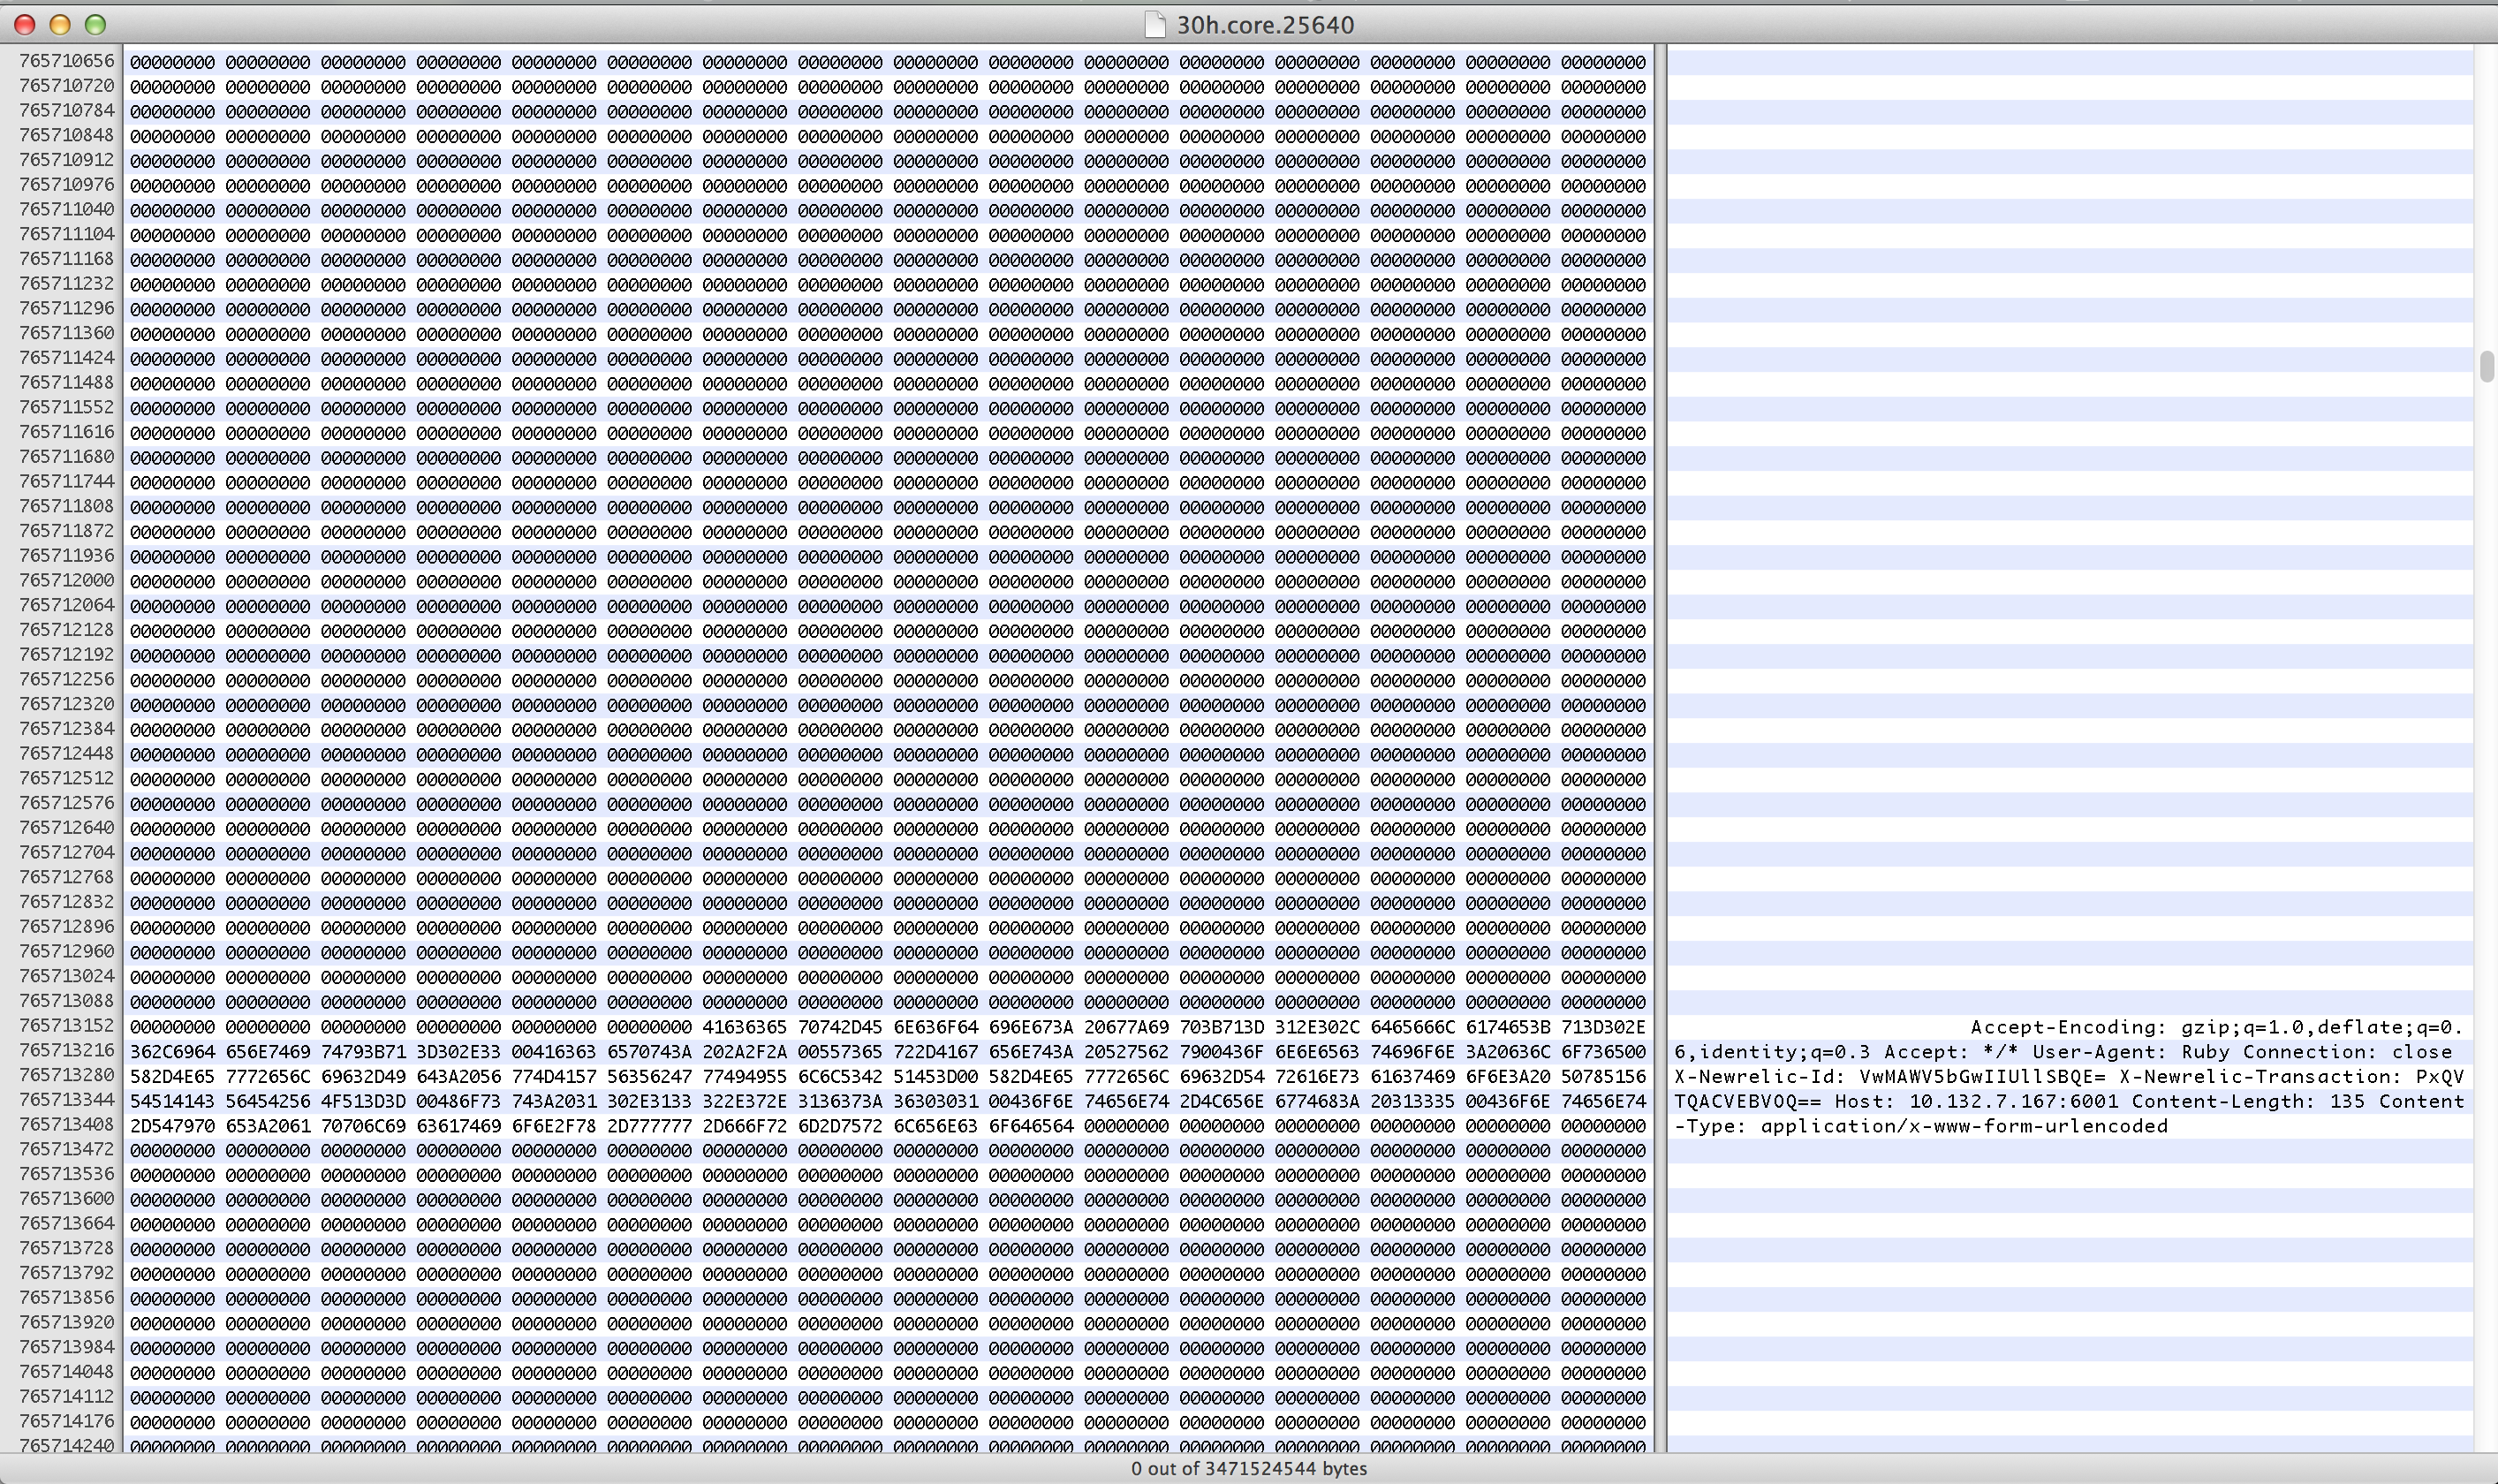 30h.core.25640
765710656 00000000 00000000 00000000 00000000 00000000 00000000 00000000 00000000 00000000 00000000 00000000 00000000 00000000 00000000 00000000 00000000
765710720 00000000 00000000 00000000 00000000 00000000 00000000 00000000 00000000 00000000 00000000 00000000 00000000 00000000 00000000 00000000 00000000
765710784 00000000 00000000 00000000 00000000 00000000 00000000 00000000 00000000 00000000 00000000 00000000 00000000 00000000 00000000 00000000 00000000
765710848 00000000 00000000 00000000 00000000 00000000 00000000 00000000 00000000 00000000 00000000 00000000 00000000 00000000 00000000 00000000 00000000
765710912 00000000 00000000 00000000 00000000 00000000 00000000 00000000 00000000 00000000 00000000 00000000 00000000 00000000 00000000 00000000 00000000
765710976 00000000 00000000 00000000 00000000 00000000 00000000 00000000 00000000 00000000 00000000 00000000 00000000 00000000 00000000 00000000 00000000
765711040 00000000 00000000 00000000 00000000 00000000 00000000 00000000 00000000 00000000 00000000 00000000 00000000 00000000 00000000 00000000 00000000
765711104 00000000 00000000 00000000 00000000 00000000 00000000 00000000 00000000 00000000 00000000 00000000 00000000 00000000 00000000 00000000 00000000
765711168 00000000 00000000 00000000 00000000 00000000 00000000 00000000 00000000 00000000 00000000 00000000 00000000 00000000 00000000 00000000 00000000
765711232 00000000 00000000 00000000 00000000 00000000 00000000 00000000 00000000 00000000 00000000 00000000 00000000 00000000 00000000 00000000 00000000
765711296 00000000 00000000 00000000 00000000 00000000 00000000 00000000 00000000 00000000 00000000 00000000 00000000 00000000 00000000 00000000 00000000
765711360 00000000 00000000 00000000 00000000 00000000 00000000 00000000 00000000 00000000 00000000 00000000 00000000 00000000 00000000 00000000 00000000
765711424 00000000 00000000 00000000 00000000 00000000 00000000 00000000 00000000 00000000 00000000 00000000 00000000 00000000 00000000 00000000 00000000
765711488 00000000 00000000 00000000 00000000 00000000 00000000 00000000 00000000 00000000 00000000 00000000 00000000 00000000 00000000 00000000 00000000
765711552 00000000 00000000 00000000 00000000 00000000 00000000 00000000 00000000 00000000 00000000 00000000 00000000 00000000 00000000 00000000 00000000
765711616 00000000 00000000 00000000 00000000 00000000 00000000 00000000 00000000 00000000 00000000 00000000 00000000 00000000 00000000 00000000 00000000
765711680 00000000 00000000 00000000 00000000 00000000 00000000 00000000 00000000 00000000 00000000 00000000 00000000 00000000 00000000 00000000 00000000
765711744 00000000 00000000 00000000 00000000 00000000 00000000 00000000 00000000 00000000 00000000 00000000 00000000 00000000 00000000 00000000 00000000
765711808 00000000 00000000 00000000 00000000 00000000 00000000 00000000 00000000 00000000 00000000 00000000 00000000 00000000 00000000 00000000 00000000
765711872 00000000 00000000 00000000 00000000 00000000 00000000 00000000 00000000 00000000 00000000 00000000 00000000 00000000 00000000 00000000 00000000
765711936 00000000 00000000 00000000 00000000 00000000 00000000 00000000 00000000 00000000 00000000 00000000 00000000 00000000 00000000 00000000 00000000
765712000 00000000 00000000 00000000 00000000 00000000 00000000 00000000 00000000 00000000 00000000 00000000 00000000 00000000 00000000 00000000 00000000
765712064 00000000 00000000 00000000 00000000 00000000 00000000 00000000 00000000 00000000 00000000 00000000 00000000 00000000 00000000 00000000 00000000
765712128 00000000 00000000 00000000 00000000 00000000 00000000 00000000 00000000 00000000 00000000 00000000 00000000 00000000 00000000 00000000 00000000
765712192 00000000 00000000 00000000 00000000 00000000 00000000 00000000 00000000 00000000 00000000 00000000 00000000 00000000 00000000 00000000 00000000
765712256 00000000 00000000 00000000 00000000 00000000 00000000 00000000 00000000 00000000 00000000 00000000 00000000 00000000 00000000 00000000 00000000
765712320 00000000 00000000 00000000 00000000 00000000 00000000 00000000 00000000 00000000 00000000 00000000 00000000 00000000 00000000 00000000 00000000
765712384 00000000 00000000 00000000 00000000 00000000 00000000 00000000 00000000 00000000 00000000 00000000 00000000 00000000 00000000 00000000 00000000
765712448 00000000 00000000 00000000 00000000 00000000 00000000 00000000 00000000 00000000 00000000 00000000 00000000 00000000 00000000 00000000 00000000
765712512 00000000 00000000 00000000 00000000 00000000 00000000 00000000 00000000 00000000 00000000 00000000 00000000 00000000 00000000 00000000 00000000
765712576 00000000 00000000 00000000 00000000 00000000 00000000 00000000 00000000 00000000 00000000 00000000 00000000 00000000 00000000 00000000 00000000
765712640 00000000 00000000 00000000 00000000 00000000 00000000 00000000 00000000 00000000 00000000 00000000 00000000 00000000 00000000 00000000 00000000
765712704 00000000 00000000 00000000 00000000 00000000 00000000 00000000 00000000 00000000 00000000 00000000 00000000 00000000 00000000 00000000 00000000
765712768 00000000 00000000 00000000 00000000 00000000 00000000 00000000 00000000 00000000 00000000 00000000 00000000 00000000 00000000 00000000 00000000
765712832 00000000 00000000 00000000 00000000 00000000 00000000 00000000 00000000 00000000 00000000 00000000 00000000 00000000 00000000 00000000 00000000
765712896 00000000 00000000 00000000 00000000 00000000 00000000 00000000 00000000 00000000 00000000 00000000 00000000 00000000 00000000 00000000 00000000
765712960 00000000 00000000 00000000 00000000 00000000 00000000 00000000 00000000 00000000 00000000 00000000 00000000 00000000 00000000 00000000 00000000
765713024 00000000 00000000 00000000 00000000 00000000 00000000 00000000 00000000 00000000 00000000 00000000 00000000 00000000 00000000 00000000 00000000
765713088 00000000 00000000 00000000 00000000 00000000 00000000 00000000 00000000 00000000 00000000 00000000 00000000 00000000 00000000 00000000 00000000
765713152 00000000 00000000 00000000 00000000 00000000 00000000 41636365 70742D45 6E636F64 696E673A 20677A69 703B713D 312E302C 6465666C 6174653B 713D302E Accept-Encoding: gzip;q=1.0,deflate;q=0.
765713216 362C6964 656E7469 74793B71 3D302E33 00416363 6570743A 202A2F2A 00557365 722D4167 656E743A 20527562 7900436F 6E6E6563 74696F6E 3A20636C 6F736500 6,identity;q=0.3 Accept: */* User-Agent: Ruby Connection: close
765713280 582D4E65 7772656C 69632D49 643A2056 774D4157 56356247 77494955 6C6C5342 51453D00 582D4E65 7772656C 69632D54 72616E73 61637469 6F6E3A20 50785156 X-Newrelic-Id: VwMAWV5bGwIIUllSBQE= X-Newrelic-Transaction: PxQV
765713344 54514143 56454256 4F513D3D 00486F73 743A2031 302E3133 322E372E 3136373A 36303031 00436F6E 74656E74 2D4C656E 6774683A 20313335 00436F6E 74656E74 TQACVEBVOQ== Host: 10.132.7.167:6001 Content-Length: 135 Content
765713408 2D547970 653A2061 70706C69 63617469 6F6E2F78 2D777777 2D666F72 6D2D7572 6C656E63 6F646564 00000000 00000000 00000000 00000000 00000000 00000000 -Type: application/x-www-form-urlencoded
765713472 00000000 00000000 00000000 00000000 00000000 00000000 00000000 00000000 00000000 00000000 00000000 00000000 00000000 00000000 00000000 00000000
765713536 00000000 00000000 00000000 00000000 00000000 00000000 00000000 00000000 00000000 00000000 00000000 00000000 00000000 00000000 00000000 00000000
765713600 00000000 00000000 00000000 00000000 00000000 00000000 00000000 00000000 00000000 00000000 00000000 00000000 00000000 00000000 00000000 00000000
765713664 00000000 00000000 00000000 00000000 00000000 00000000 00000000 00000000 00000000 00000000 00000000 00000000 00000000 00000000 00000000 00000000
765713728 00000000 00000000 00000000 00000000 00000000 00000000 00000000 00000000 00000000 00000000 00000000 00000000 00000000 00000000 00000000 00000000
765713792 00000000 00000000 00000000 00000000 00000000 00000000 00000000 00000000 00000000 00000000 00000000 00000000 00000000 00000000 00000000 00000000
765713856 00000000 00000000 00000000 00000000 00000000 00000000 00000000 00000000 00000000 00000000 00000000 00000000 00000000 00000000 00000000 00000000
765713920 00000000 00000000 00000000 00000000 00000000 00000000 00000000 00000000 00000000 00000000 00000000 00000000 00000000 00000000 00000000 00000000
765713984 00000000 00000000 00000000 00000000 00000000 00000000 00000000 00000000 00000000 00000000 00000000 00000000 00000000 00000000 00000000 00000000
765714048 00000000 00000000 00000000 00000000 00000000 00000000 00000000 00000000 00000000 00000000 00000000 00000000 00000000 00000000 00000000 00000000
765714112 00000000 00000000 00000000 00000000 00000000 00000000 00000000 00000000 00000000 00000000 00000000 00000000 00000000 00000000 00000000 00000000
765714176 00000000 00000000 00000000 00000000 00000000 00000000 00000000 00000000 00000000 00000000 00000000 00000000 00000000 00000000 00000000 00000000
765714240 00000000 00000000 00000000 00000000 00000000 00000000 00000000 00000000 00000000 00000000 00000000 00000000 00000000 00000000 00000000 00000000
0 out of 3471524544 bytes